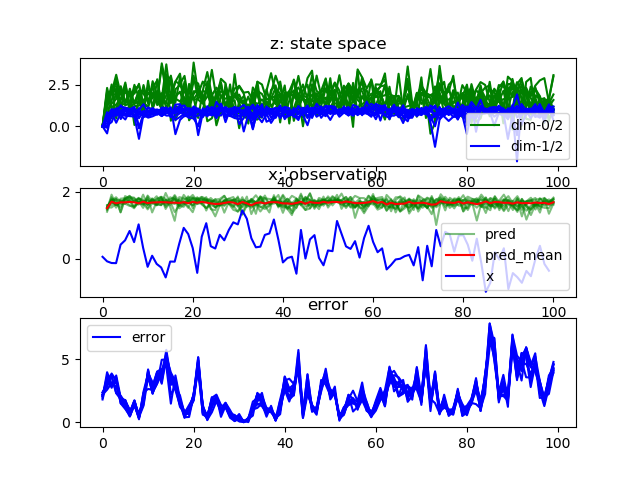 z: state space
2.5
0.0
dim-0/2
dim-1/2
0 20 40 60 80 100
x: observation
2
0
pred
pred_mean
x
0 20 40 60 80 100
error
error
5
0
0 20 40 60 80 100